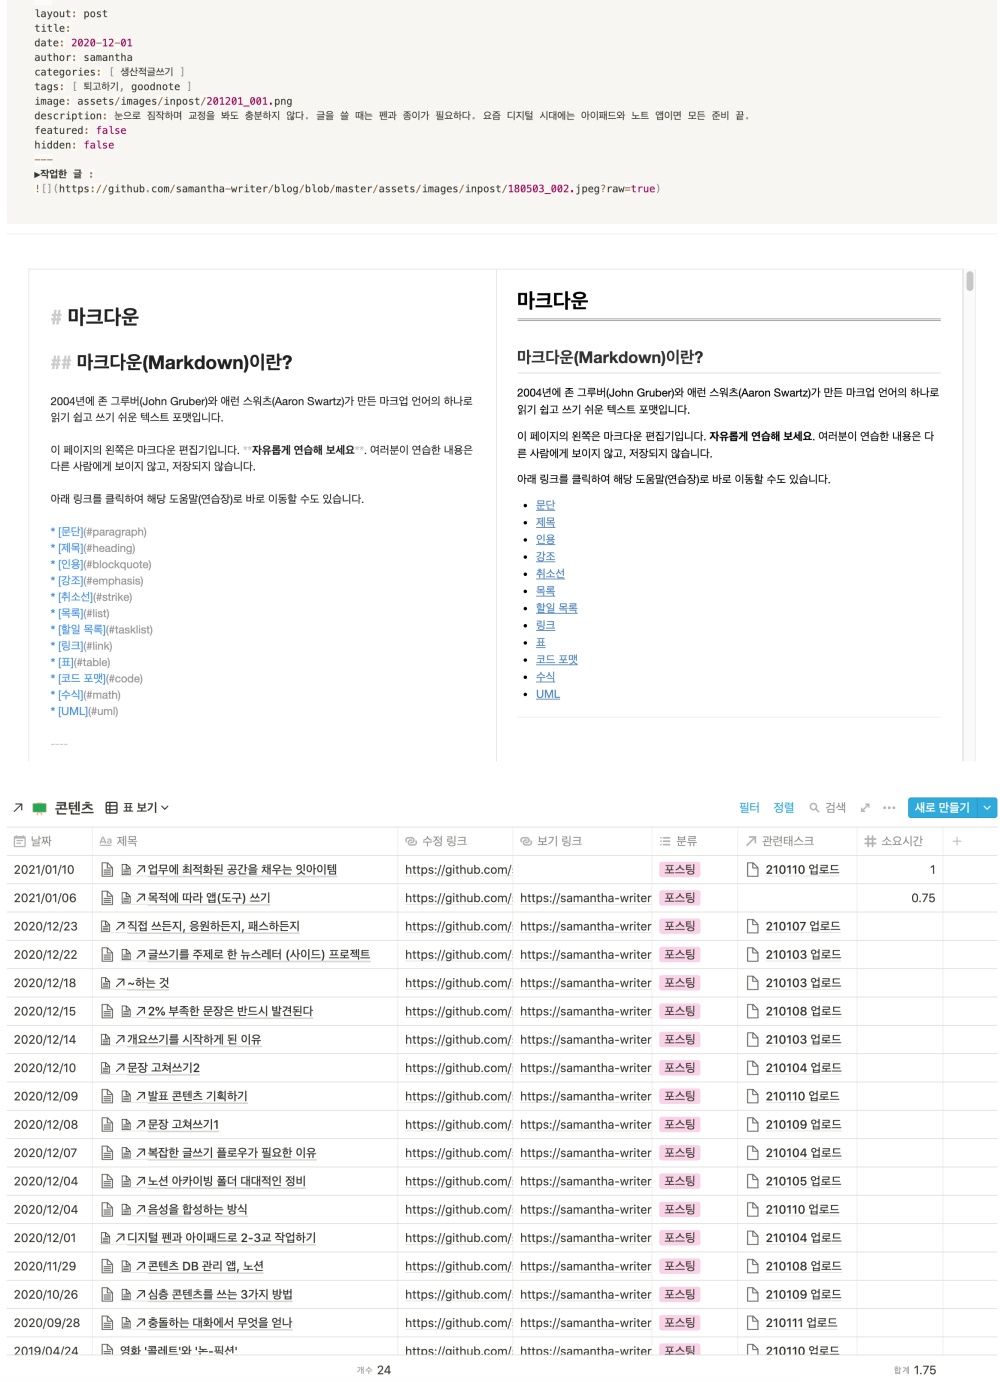 layout: post
title:
date: 2020-12-01
author: samantha
categories: [ 생산적글쓰기 ]
tags: [ 퇴고하기, goodnote ]
image: assets/images/inpost/201201_001.png
description: 눈으로 짐작하며 교정을 봐도 충분하지 않다. 글을 쓸 때는 펜과 종이가 필요하다. 요즘 디지털 시대에는 아이패드와 노트 앱이면 모든 준비 끝.
featured: false
hidden: false
---
▶작업한 글 :
![](https://github.com/samantha-writer/blog/blob/master/assets/images/inpost/180503_002.jpeg?raw=true)
# 마크다운
## 마크다운(Markdown)이란?
2004년에 존 그루버(John Gruber)와 애런 스워츠(Aaron Swartz)가 만든 마크업 언어의 하나로
읽기 쉽고 쓰기 쉬운 텍스트 포맷입니다.
이 페이지의 왼쪽은 마크다운 편집기입니다. **자유롭게 연습해 보세요**. 여러분이 연습한 내용은
다른 사람에게 보이지 않고, 저장되지 않습니다.
아래 링크를 클릭하여 해당 도움말(연습장)로 바로 이동할 수도 있습니다.
* [문단](#paragraph)
* [제목](#heading)
* [인용](#blockquote)
* [강조](#emphasis)
* [취소선](#strike)
* [목록](#list)
* [할일 목록](#tasklist)
* [링크](#link)
* [표](#table)
* [코드 포맷](#code)
* [수식](#math)
* [UML](#uml)
----
마크다운
마크다운(Markdown)이란?
2004년에 존 그루버(John Gruber)와 애런 스워츠(Aaron Swartz)가 만든 마크업 언어의 하나로
읽기 쉽고 쓰기 쉬운 텍스트 포맷입니다.
이 페이지의 왼쪽은 마크다운 편집기입니다. 자유롭게 연습해 보세요. 여러분이 연습한 내용은 다
른 사람에게 보이지 않고, 저장되지 않습니다.
아래 링크를 클릭하여 해당 도움말(연습장)로 바로 이동할 수도 있습니다.
• 문단
• 제목
• 인용
• 강조
• 취소선
• 목록
• 할일 목록
• 링크
• 표
• 코드 포맷
• 수식
• UML
↗ 콘텐츠 표 보기 필터 정렬 검색 ••• 새로 만들기
날짜 Aa 제목 수정 링크 보기 링크 분류 ↗ 관련태스크 # 소요시간 +
2021/01/10 ↗업무에 최적화된 공간을 채우는 잇아이템 https://github.com/ 포스팅 210110 업로드 1
2021/01/06 ↗목적에 따라 앱(도구) 쓰기 https://github.com/ https://samantha-writer 포스팅 0.75
2020/12/23 ↗직접 쓰든지, 응원하든지, 패스하든지 https://github.com/ https://samantha-writer 포스팅 210107 업로드
2020/12/22 ↗글쓰기를 주제로 한 뉴스레터 (사이드) 프로젝트 https://github.com/ https://samantha-writer 포스팅 210103 업로드
2020/12/18 ↗~하는 것 https://github.com/ https://samantha-writer 포스팅 210103 업로드
2020/12/15 ↗2% 부족한 문장은 반드시 발견된다 https://github.com/ https://samantha-writer 포스팅 210108 업로드
2020/12/14 ↗개요쓰기를 시작하게 된 이유 https://github.com/ https://samantha-writer 포스팅 210103 업로드
2020/12/10 ↗문장 고쳐쓰기2 https://github.com/ https://samantha-writer 포스팅 210104 업로드
2020/12/09 ↗발표 콘텐츠 기획하기 https://github.com/ https://samantha-writer 포스팅 210110 업로드
2020/12/08 ↗문장 고쳐쓰기1 https://github.com/ https://samantha-writer 포스팅 210109 업로드
2020/12/07 ↗복잡한 글쓰기 플로우가 필요한 이유 https://github.com/ https://samantha-writer 포스팅 210104 업로드
2020/12/04 ↗노션 아카이빙 폴더 대대적인 정비 https://github.com/ https://samantha-writer 포스팅 210105 업로드
2020/12/04 ↗음성을 합성하는 방식 https://github.com/ https://samantha-writer 포스팅 210110 업로드
2020/12/01 ↗디지털 펜과 아이패드로 2-3교 작업하기 https://github.com/ https://samantha-writer 포스팅 210104 업로드
2020/11/29 ↗콘텐츠 DB 관리 앱, 노션 https://github.com/ https://samantha-writer 포스팅 210108 업로드
2020/10/26 ↗심층 콘텐츠를 쓰는 3가지 방법 https://github.com/ https://samantha-writer 포스팅 210109 업로드
2020/09/28 ↗충돌하는 대화에서 무엇을 얻나 https://github.com/ https://samantha-writer 포스팅 210111 업로드
2019/04/24 영화 '콜레트'와 '논-픽션' https://github.com/ https://samantha-writer 포스팅 210110 업로드
개수 24 합계 1.75